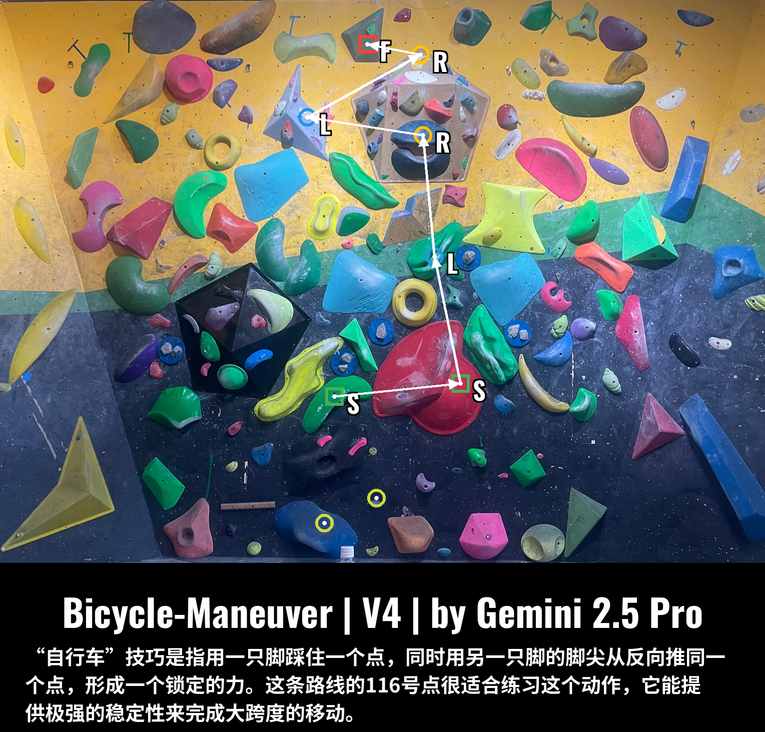 F
R
L
R
L
S
S
Bicycle-Maneuver | V4 | by Gemini 2.5 Pro
“自行车”技巧是指用一只脚踩住一个点，同时用另一只脚的脚尖从反向推同一
个点，形成一个锁定的力。这条路线的116号点很适合练习这个动作，它能提
供极强的稳定性来完成大跨度的移动。